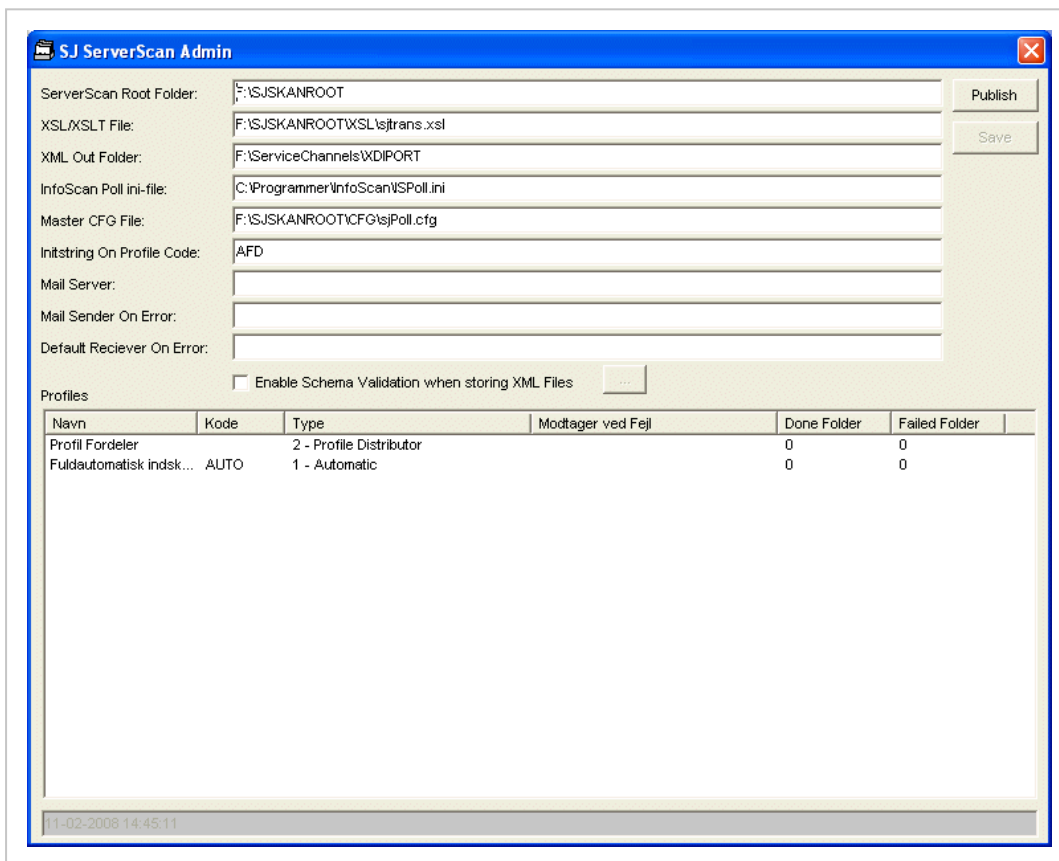 SJ ServerScan Admin
ServerScan Root Folder: F:\SJSKANROOT Publish
XSL/XSLT File: F:\SJSKANROOT\XSL\sjtrans.xsl Save
XML Out Folder: F:\ServiceChannels\XDIPORT
InfoScan Poll ini-file: C:\Programmer\InfoScan\ISPoll.ini
Master CFG File: F:\SJSKANROOT\CFG\sjPoll.cfg
Initstring On Profile Code: AFD
Mail Server:
Mail Sender On Error:
Default Reciever On Error:
Enable Schema Validation when storing XML Files ...
Profiles
Navn Kode Type Modtager ved Fejl Done Folder Failed Folder
Profil Fordeler 2 - Profile Distributor 0 0
Fuldautomatisk indsk... AUTO 1 - Automatic 0 0
11-02-2008 14:45:11